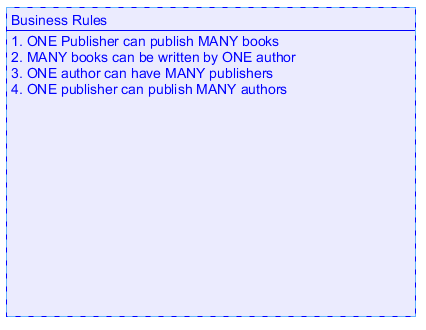 Business Rules
1. ONE Publisher can publish MANY books
2. MANY books can be written by ONE author
3. ONE author can have MANY publishers
4. ONE publisher can publish MANY authors